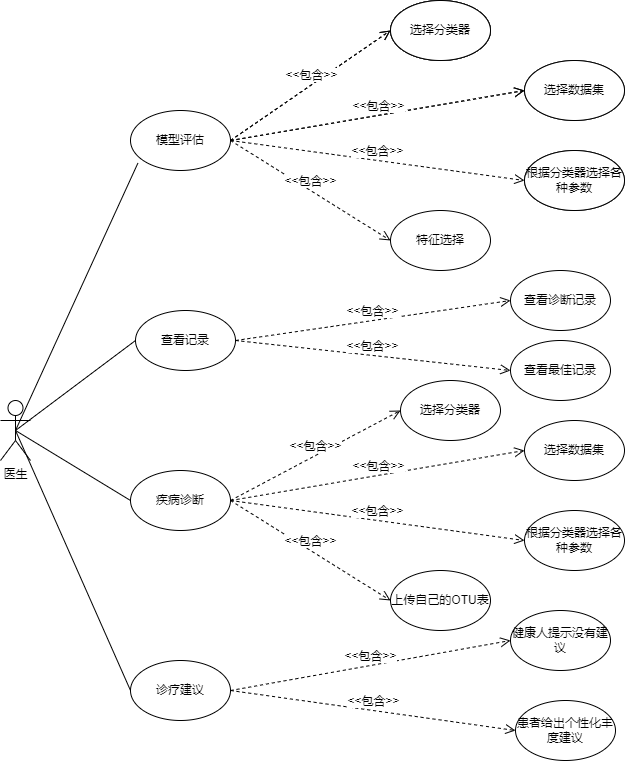 选择分类器
<<包含>>
选择数据集
<<包含>>
模型评估
<<包含>>
根据分类器选择各
种参数
<<包含>>
特征选择
查看诊断记录
<<包含>>
查看记录
<<包含>>
查看最佳记录
选择分类器
<<包含>>
选择数据集
<<包含>>
医生
疾病诊断
<<包含>>
根据分类器选择各
种参数
<<包含>>
上传自己的OTU表
健康人提示没有建
议
<<包含>>
诊疗建议
<<包含>>
患者给出个性化丰
度建议